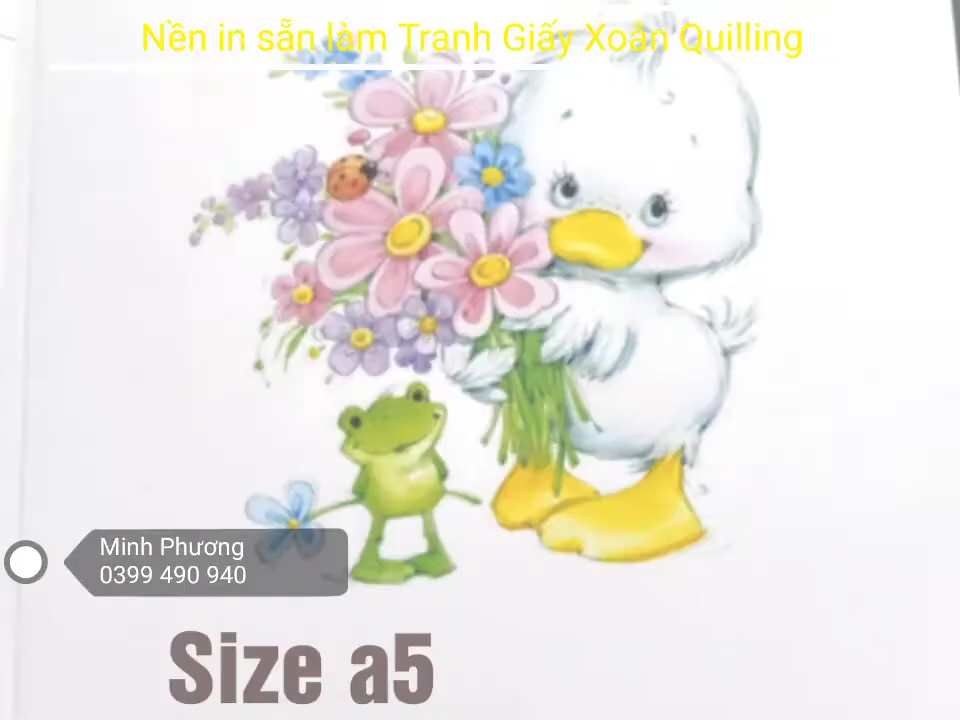 Nền in sẵn làm Tranh Giấy Xoắn Quilling
Minh Phương
0399 490 940
Size a5